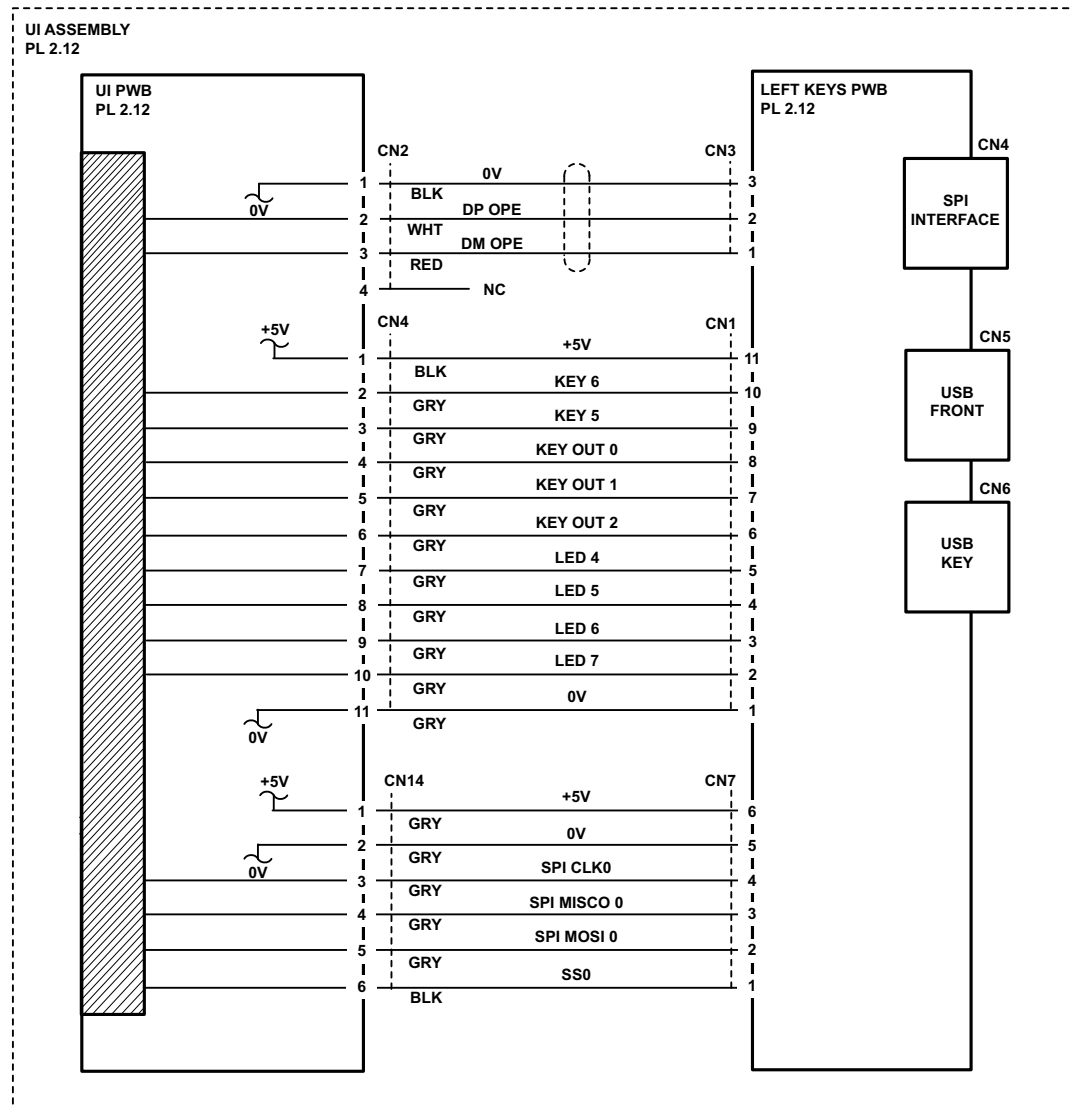 UI ASSEMBLY
PL 2.12
UI PWB
PL 2.12
LEFT KEYS PWB
PL 2.12
CN2
CN3
CN4
0V
1
3
BLK
0V
DP OPE
2
2
WHT
DM OPE
3
1
RED
4
NC
SPI
INTERFACE
CN4
CN1
CN5
+5V
+5V
1
11
BLK
KEY 6
2
10
GRY
KEY 5
3
9
GRY
KEY OUT 0
4
8
GRY
KEY OUT 1
5
7
GRY
KEY OUT 2
6
6
GRY
LED 4
7
5
GRY
LED 5
8
4
GRY
LED 6
9
3
GRY
LED 7
10
2
GRY
0V
11
1
GRY
0V
USB
FRONT
CN6
USB
KEY
CN14
CN7
+5V
+5V
1
6
GRY
0V
2
5
0V
GRY
SPI CLK0
3
4
GRY
SPI MISCO 0
4
3
GRY
SPI MOSI 0
5
2
GRY
SS0
6
1
BLK